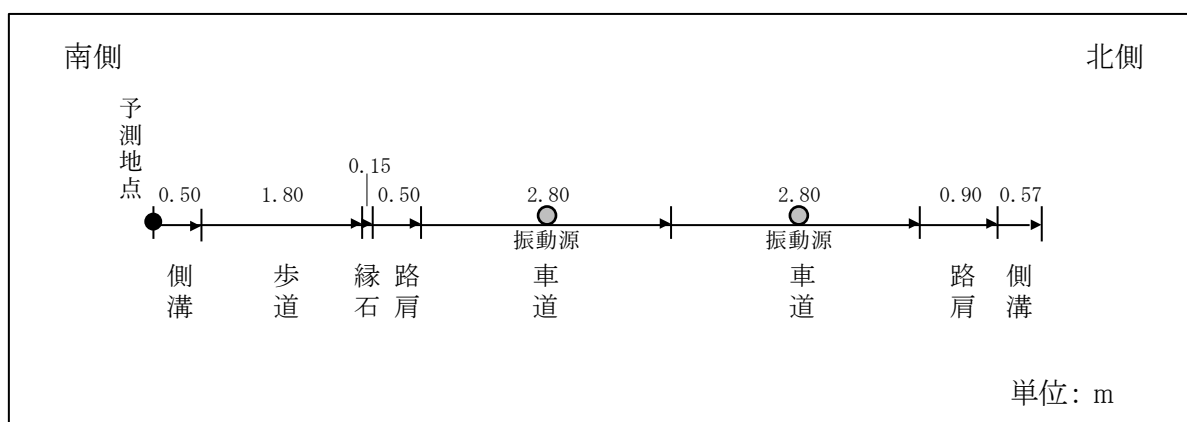 南側
北側
予測地点
0.15
0.50
1.80
0.50
2.80
2.80
0.90
0.57
振動源
振動源
側溝
歩道
縁石
路肩
車道
車道
路肩
側溝
単位: m